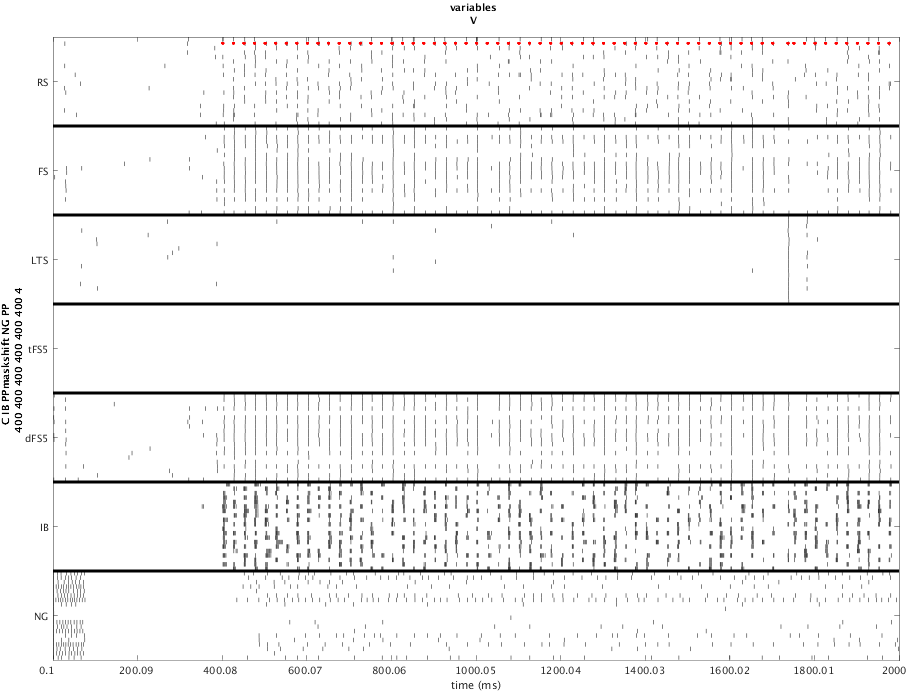 variables
V
RS
FS
LTS
tFS5
dFS5
IB
NG
C IB PPmaskshift NG PP
400 400 400 400 400 400 4
0.1 200.09 400.08 600.07 800.06 1000.05 1200.04 1400.03 1600.02 1800.01 2000
time (ms)